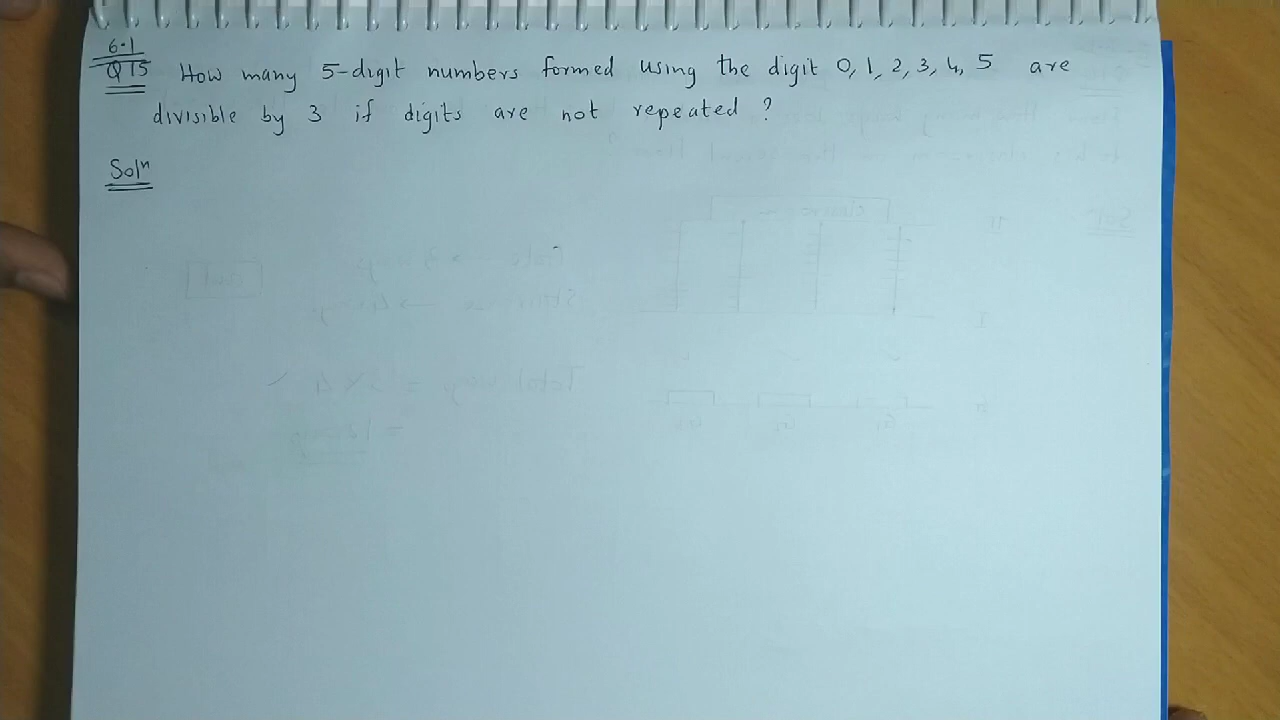 6.1
Q 15 How many 5-digit numbers formed using the digit 0, 1, 2, 3, 4, 5 are
divisible by 3 if digits are not repeated ?
Solⁿ